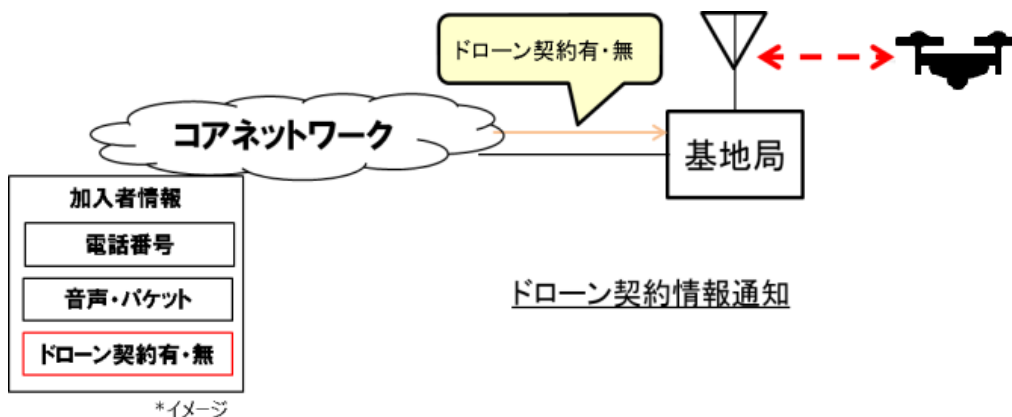 ドローン契約有・無
コアネットワーク
基地局
加入者情報
電話番号
音声・パケット
ドローン契約有・無
ドローン契約情報通知
*イメージ